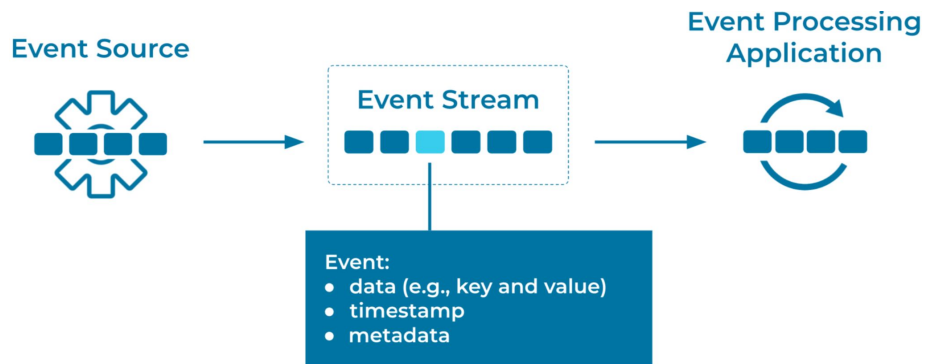 Event Source
Event Stream
Event Processing
Application
Event:
● data (e.g., key and value)
● timestamp
● metadata